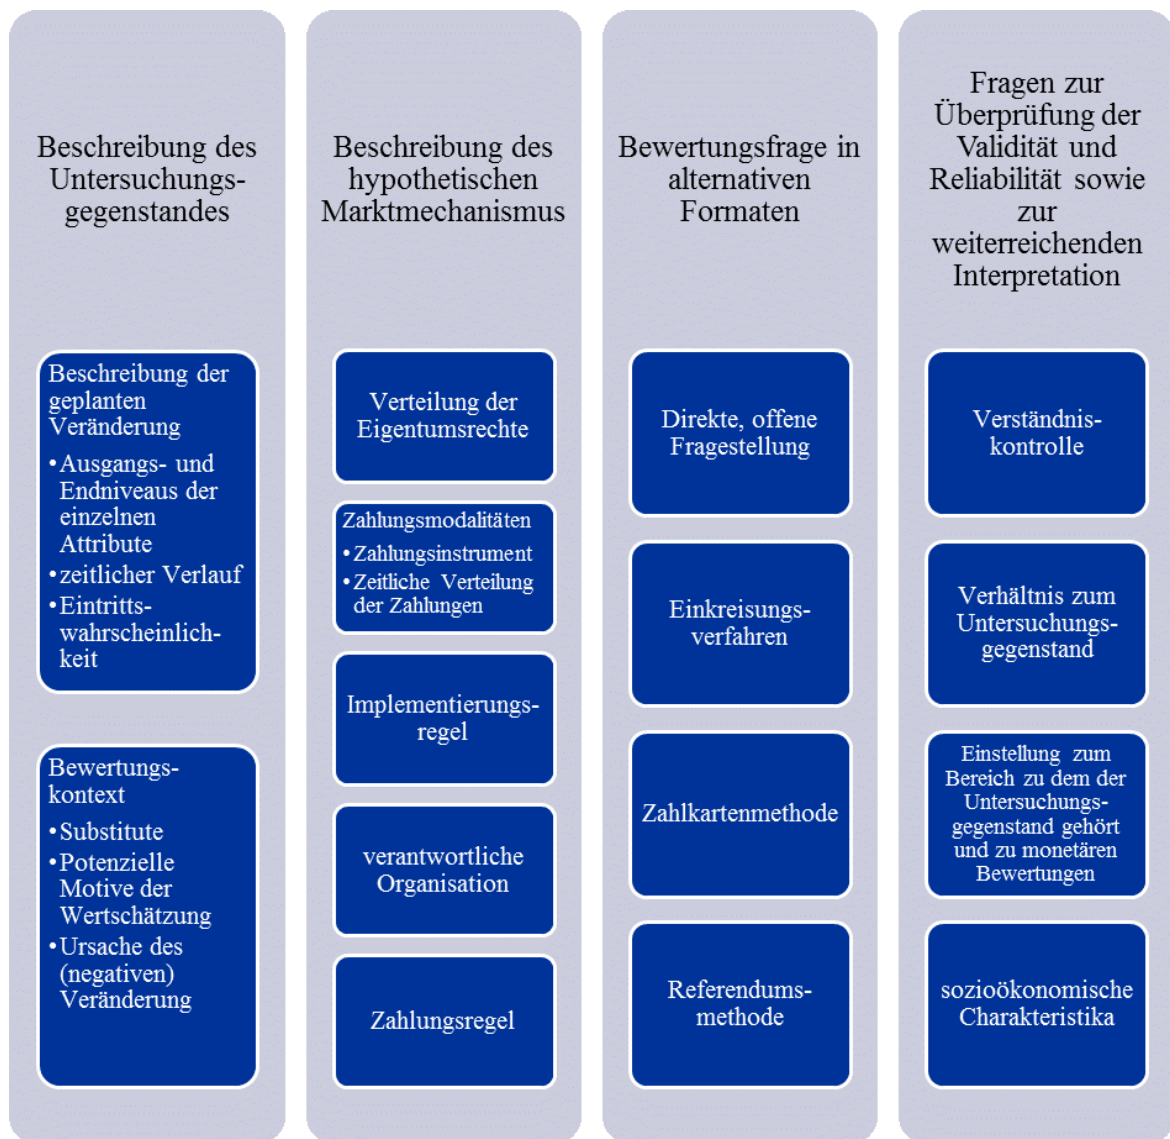 Beschreibung des
Untersuchungs-
gegenstandes
Beschreibung der
geplanten
Veränderung
•Ausgangs- und
Endniveaus der
einzelnen
Attribute
•zeitlicher Verlauf
•Eintritts-
wahrscheinlich-
keit
Bewertungs-
kontext
•Substitute
•Potenzielle
Motive der
Wertschätzung
•Ursache des
(negativen)
Veränderung
Beschreibung des
hypothetischen
Marktmechanismus
Verteilung der
Eigentumsrechte
Zahlungsmodalitäten
•Zahlungsinstrument
•Zeitliche Verteilung
der Zahlungen
Implementierungs-
regel
verantwortliche
Organisation
Zahlungsregel
Bewertungsfrage in
alternativen
Formaten
Direkte, offene
Fragestellung
Einkreisungs-
verfahren
Zahlkartenmethode
Referendums-
methode
Fragen zur
Überprüfung der
Validität und
Reliabilität sowie
zur
weiterreichenden
Interpretation
Verständnis-
kontrolle
Verhältnis zum
Untersuchungs-
gegenstand
Einstellung zum
Bereich zu dem der
Untersuchungs-
gegenstand gehört
und zu monetären
Bewertungen
sozioökonomische
Charakteristika